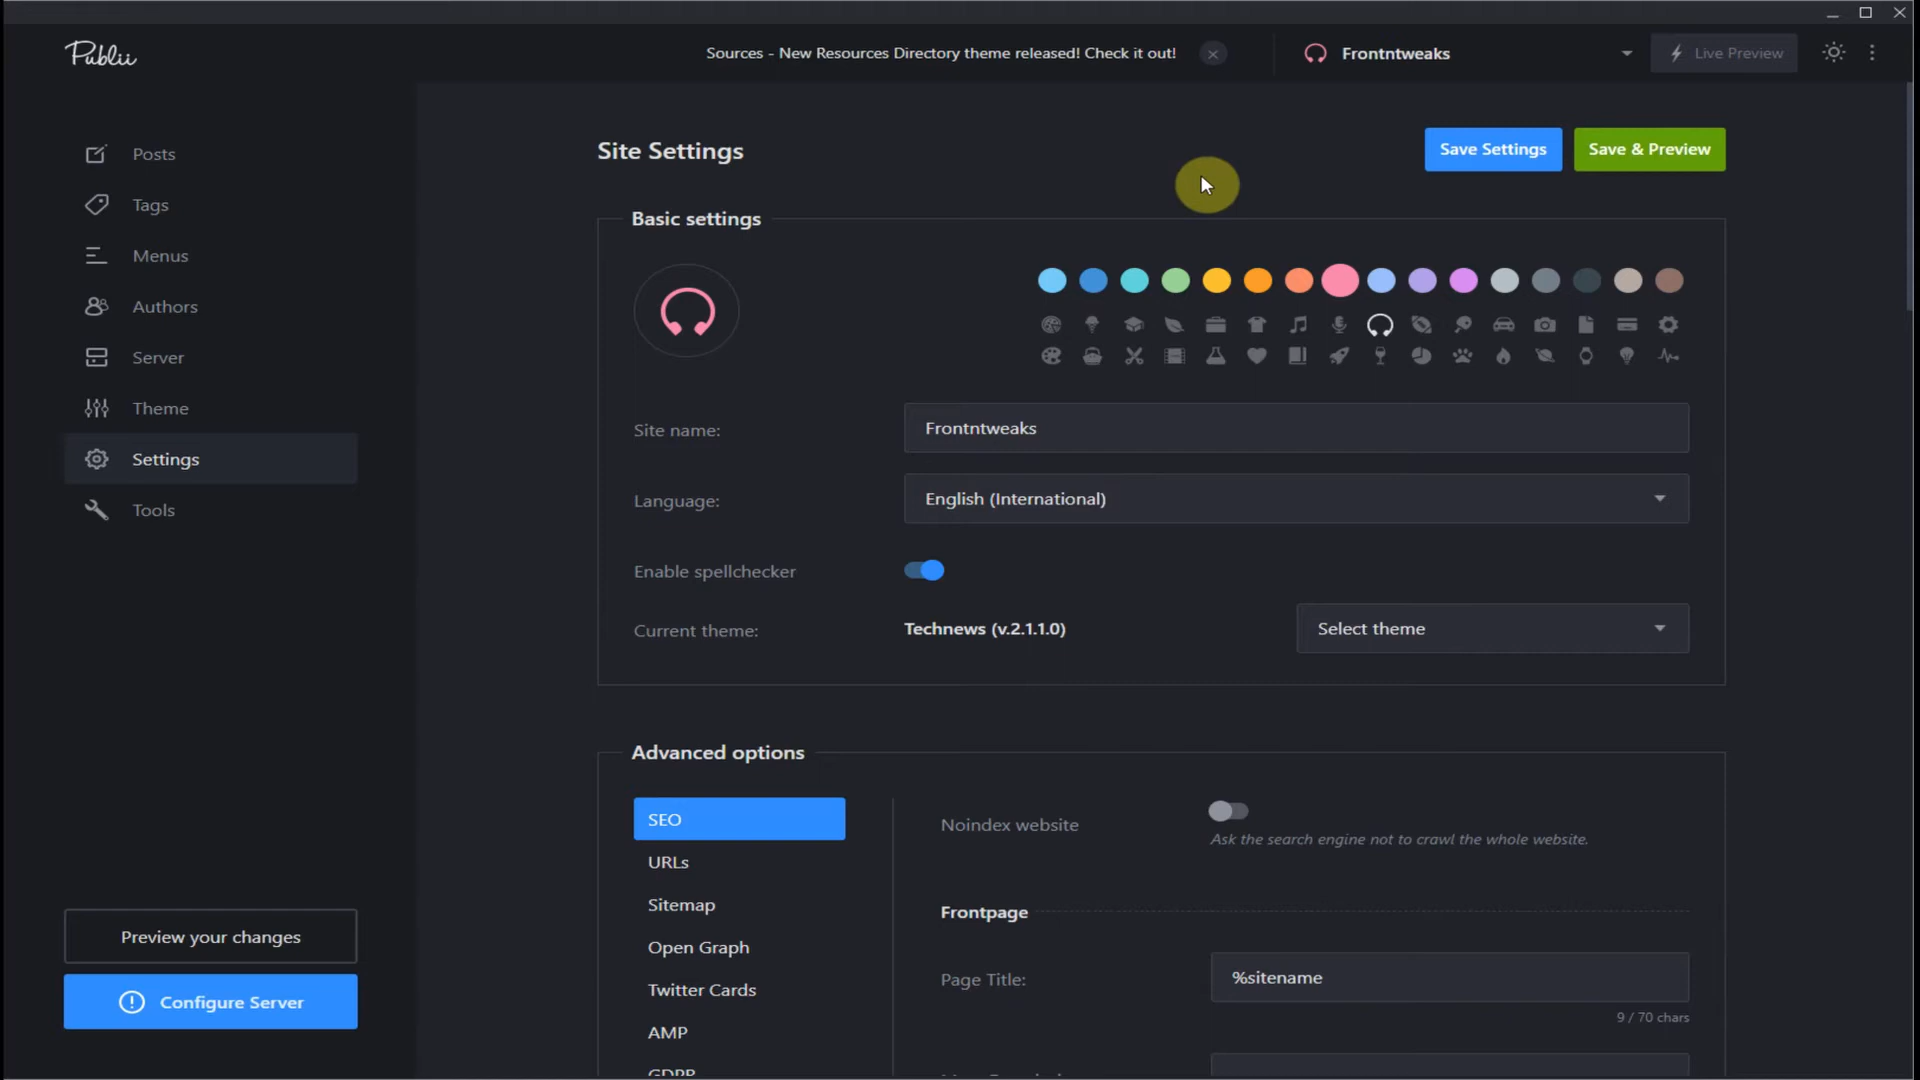 Publii
Sources - New Resources Directory theme released! Check it out!
Frontntweaks
Live Preview
Posts
Tags
Menus
Authors
Server
Theme
Settings
Tools
Preview your changes
Configure Server
Site Settings
Save Settings
Save & Preview
Basic settings
Site name:
Frontntweaks
Language:
English (International)
Enable spellchecker
Current theme:
Technews (v.2.1.1.0)
Select theme
Advanced options
SEO
URLs
Sitemap
Open Graph
Twitter Cards
AMP
GDPR
Noindex website
Ask the search engine not to crawl the whole website.
Frontpage
Page Title:
%sitename
9 / 70 chars